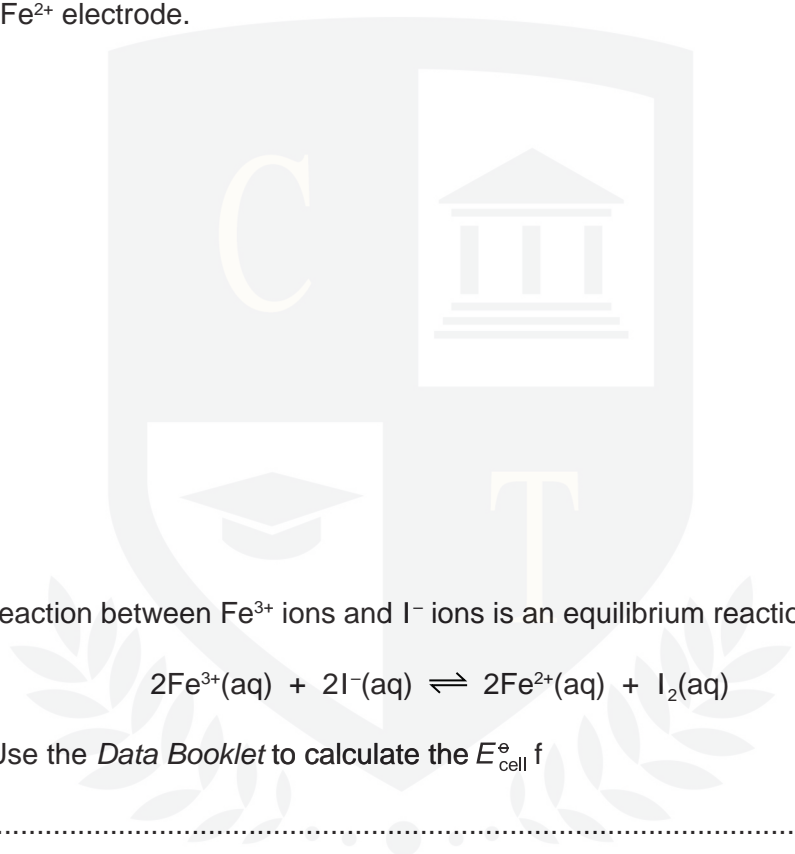 Fe²⁺ electrode.
C
T
eaction between Fe³⁺ ions and I⁻ ions is an equilibrium reactio
2Fe³⁺(aq) + 2I⁻(aq) ⇌ 2Fe²⁺(aq) + I₂(aq)
Use the Data Booklet to calculate the E⦵cell f
..........................................................................................